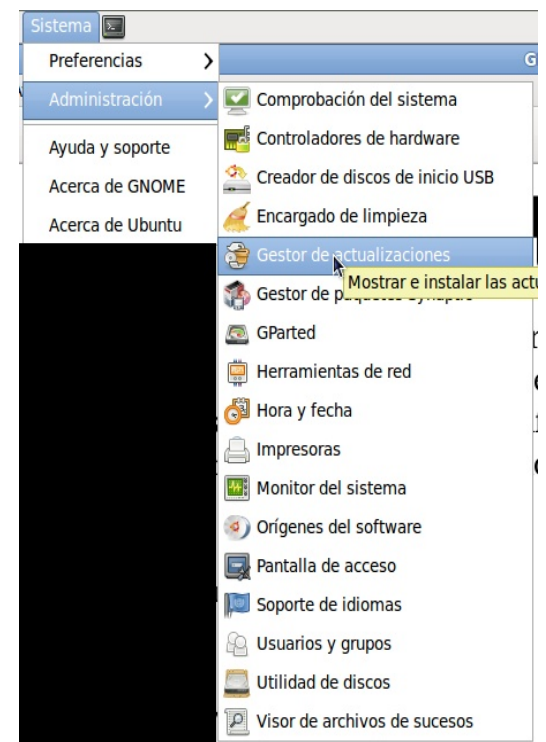 Sistema
G
Preferencias
Administración
Ayuda y soporte
Acerca de GNOME
Acerca de Ubuntu
Comprobación del sistema
Controladores de hardware
Creador de discos de inicio USB
Encargado de limpieza
Gestor de actualizaciones
Mostrar e instalar las actu
Gestor de paquetes Synaptic
GParted
Herramientas de red
Hora y fecha
Impresoras
Monitor del sistema
Orígenes del software
Pantalla de acceso
Soporte de idiomas
Usuarios y grupos
Utilidad de discos
Visor de archivos de sucesos